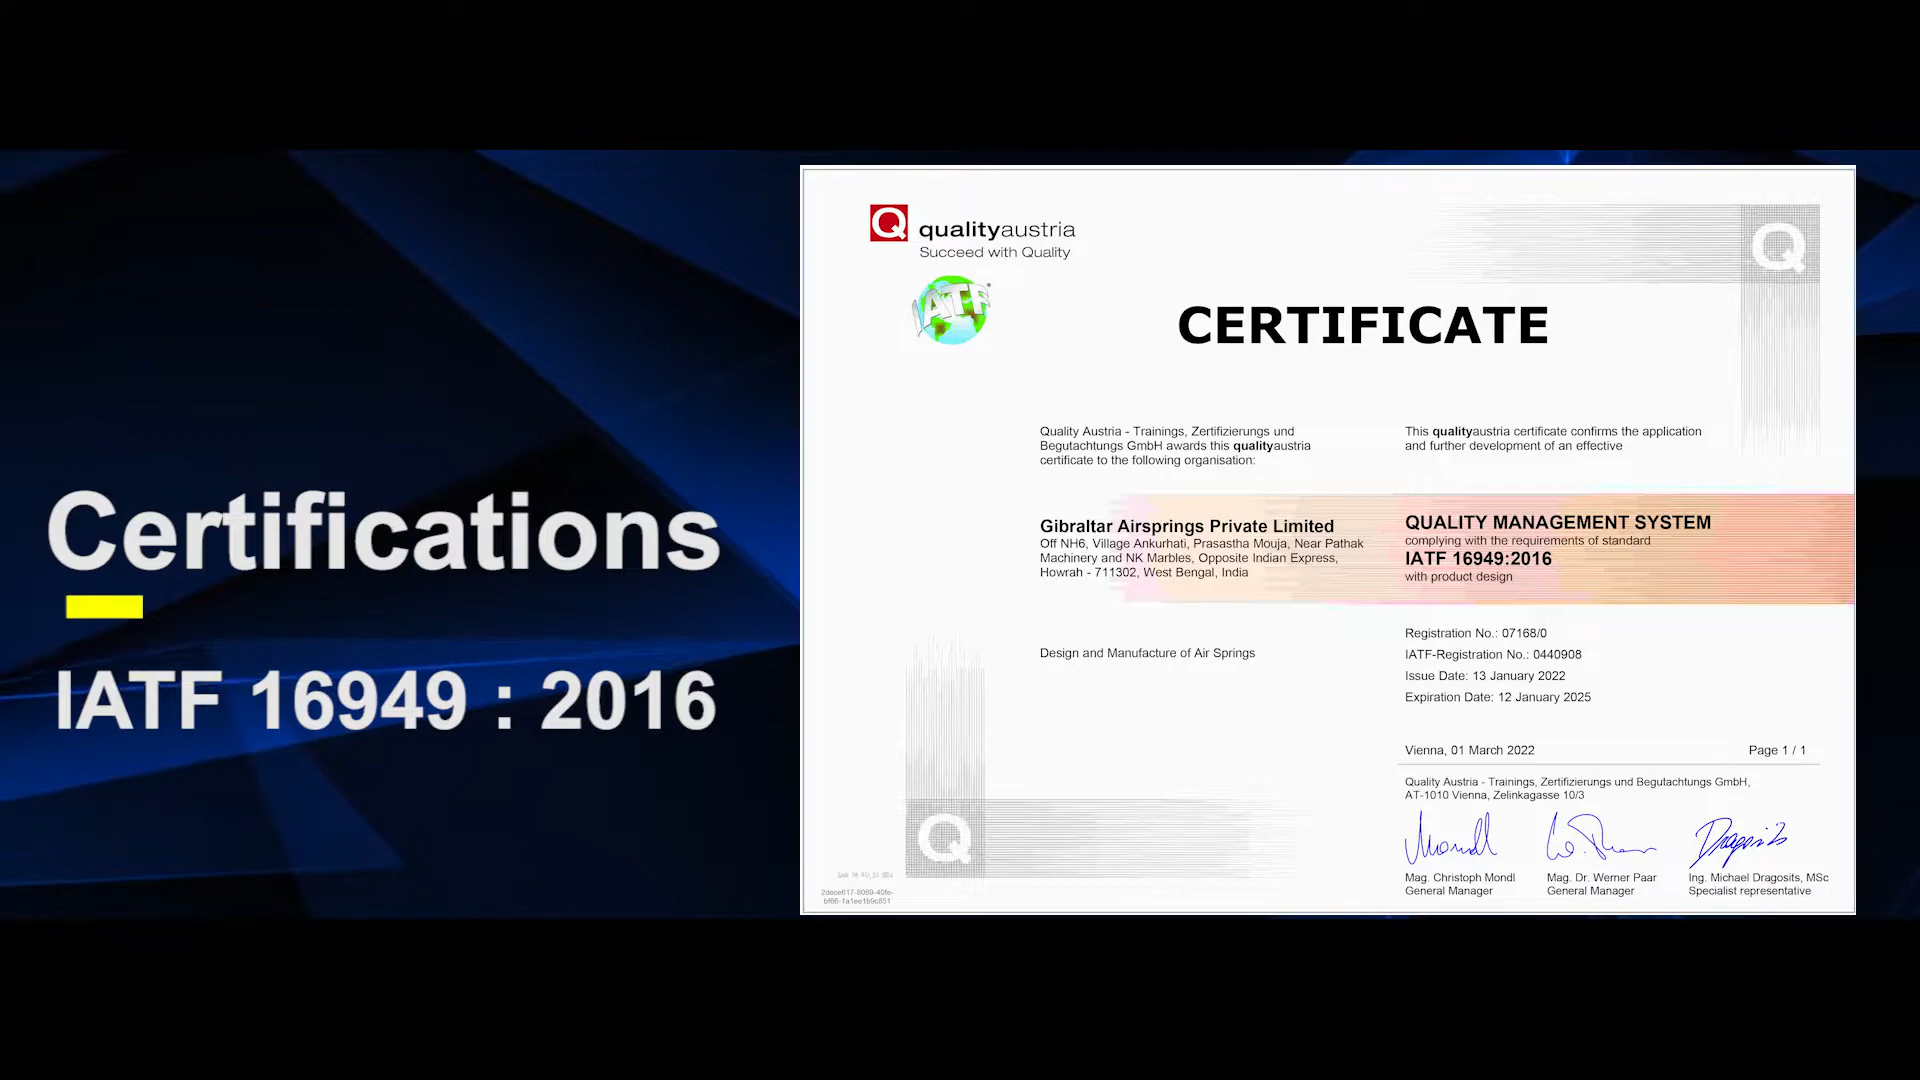 Certifications
IATF 16949 : 2016
Q qualityaustria
Succeed with Quality
IATF
Q
CERTIFICATE
Quality Austria - Trainings, Zertifizierungs und
Begutachtungs GmbH awards this qualityaustria
certificate to the following organisation:
This qualityaustria certificate confirms the application
and further development of an effective
Gibraltar Airsprings Private Limited
Off NH6, Village Ankurhati, Prasastha Mouja, Near Pathak
Machinery and NK Marbles, Opposite Indian Express,
Howrah - 711302, West Bengal, India
QUALITY MANAGEMENT SYSTEM
complying with the requirements of standard
IATF 16949:2016
with product design
Design and Manufacture of Air Springs
Registration No.: 07168/0
IATF-Registration No.: 0440908
Issue Date: 13 January 2022
Expiration Date: 12 January 2025
Vienna, 01 March 2022
Page 1 / 1
Quality Austria - Trainings, Zertifizierungs und Begutachtungs GmbH,
AT-1010 Vienna, Zelinkagasse 10/3
Mag. Christoph Mondl
General Manager
Mag. Dr. Werner Paar
General Manager
Ing. Michael Dragosits, MSc
Specialist representative
Q
2dece617-8069-40fe-
bf66-1a1ee1b9c851